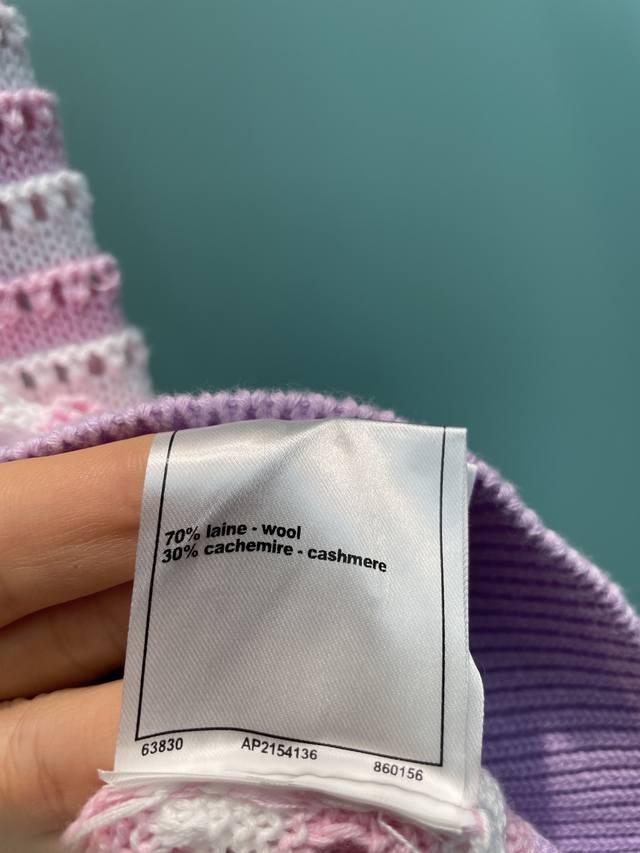 70% laine - wool
30% cachemire - cashmere
63830 AP2154136 860156